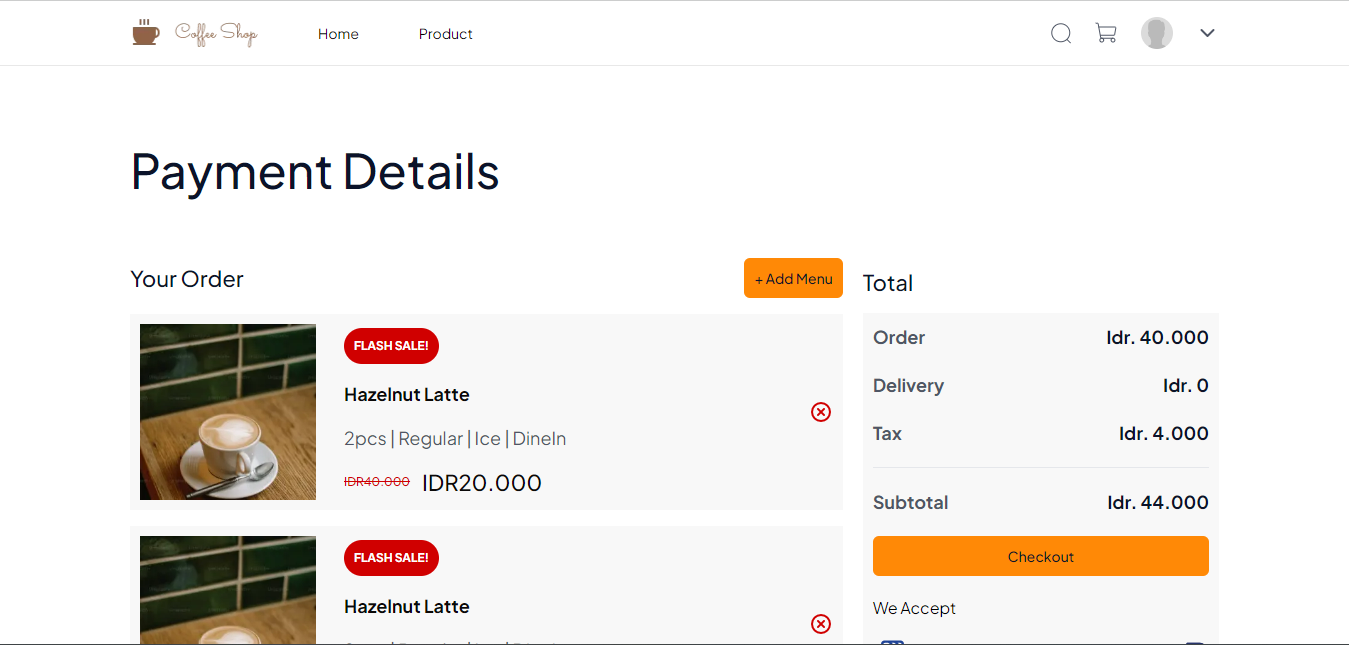 Coffee Shop
Home
Product
Payment Details
Your Order
+ Add Menu
FLASH SALE!
Hazelnut Latte
2pcs | Regular | Ice | DineIn
IDR40.000 IDR20.000
FLASH SALE!
Hazelnut Latte
Total
Order Idr. 40.000
Delivery Idr. 0
Tax Idr. 4.000
Subtotal Idr. 44.000
Checkout
We Accept